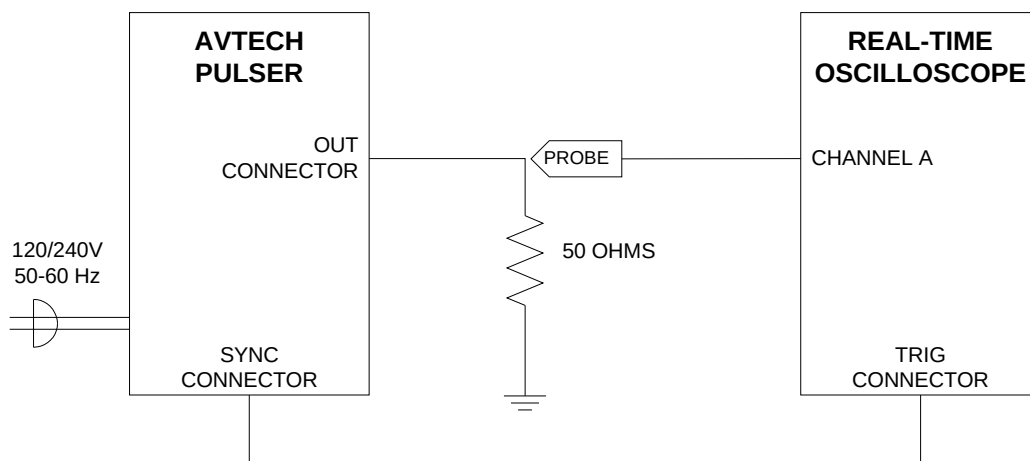 AVTECH
PULSER
REAL-TIME
OSCILLOSCOPE
OUT
CONNECTOR
PROBE
CHANNEL A
120/240V
50-60 Hz
50 OHMS
SYNC
CONNECTOR
TRIG
CONNECTOR